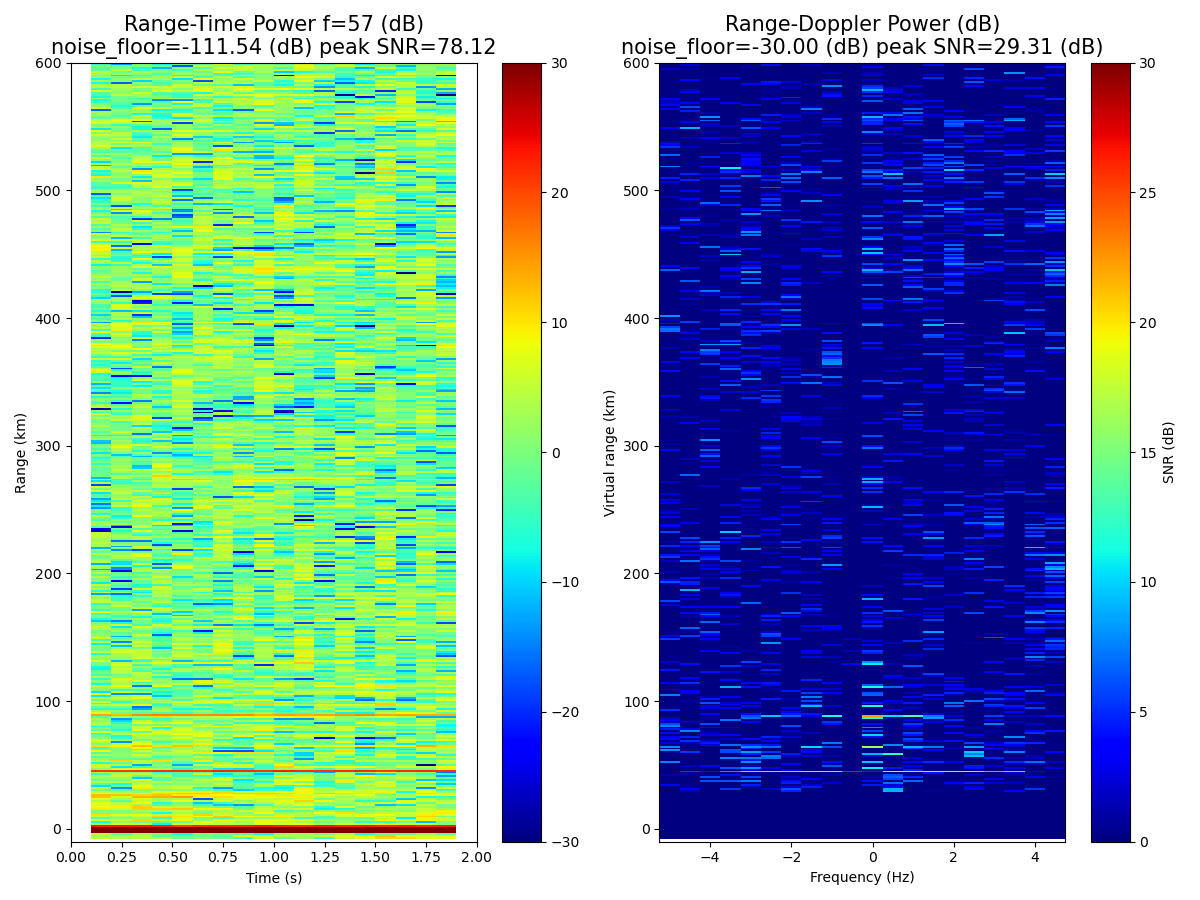 Range-Time Power f=57 (dB)
noise_floor=-111.54 (dB) peak SNR=78.12
Range-Doppler Power (dB)
noise_floor=-30.00 (dB) peak SNR=29.31 (dB)
600
500
400
300
200
100
0
Range (km)
0.00 0.25 0.50 0.75 1.00 1.25 1.50 1.75 2.00
Time (s)
30
20
10
0
−10
−20
−30
600
500
400
300
200
100
0
Virtual range (km)
−4 −2 0 2 4
Frequency (Hz)
30
25
20
15
10
5
0
SNR (dB)